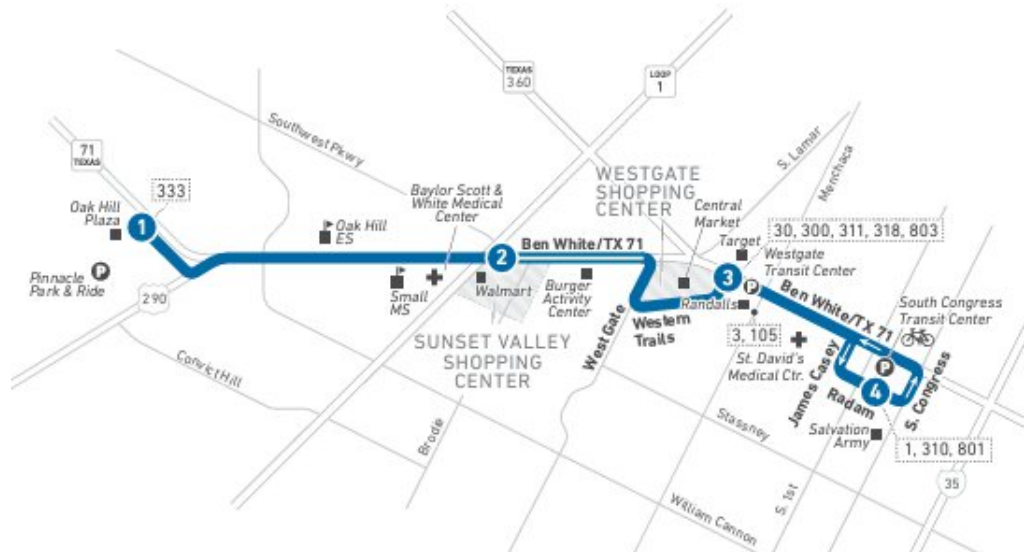 TEXAS
360
LOOP
1
71
TEXAS
Southwest Pkwy
S. Lamar
Menchaca
333
Oak Hill
Plaza
1
Baylor Scott &
White Medical
Center
WESTGATE
SHOPPING
CENTER
Central
Market
30, 300, 311, 318, 803
Oak Hill
ES
Ben White/TX 71
Target
Westgate
Transit Center
2
3
P
Pinnacle
Park & Ride
P
290
Small
MS
Walmart
Burger
Activity
Center
Randalls
Ben White/TX 71
South Congress
Transit Center
WestGate
Western
Trails
3, 105
SUNSET VALLEY
SHOPPING
CENTER
St. David's
Medical Ctr.
James Casey
P
4
Radam
S. Congress
Convict Hill
Brodie
Stassney
Salvation
Army
1, 310, 801
35
S. 1st
William Cannon